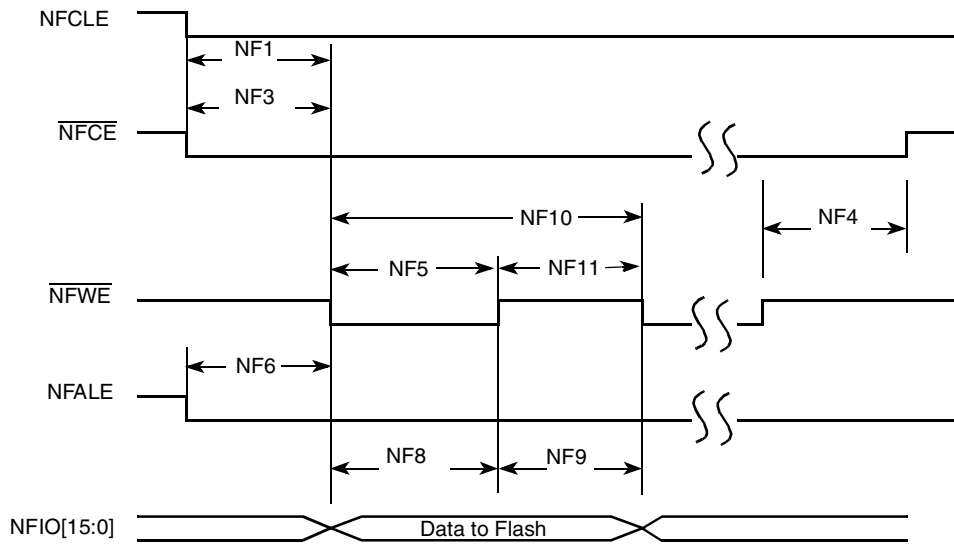 NFCLE
NF1
NF3
NFCE
NF10
NF4
NF5
NF11
NFWE
NF6
NFALE
NF8
NF9
NFIO[15:0]
Data to Flash